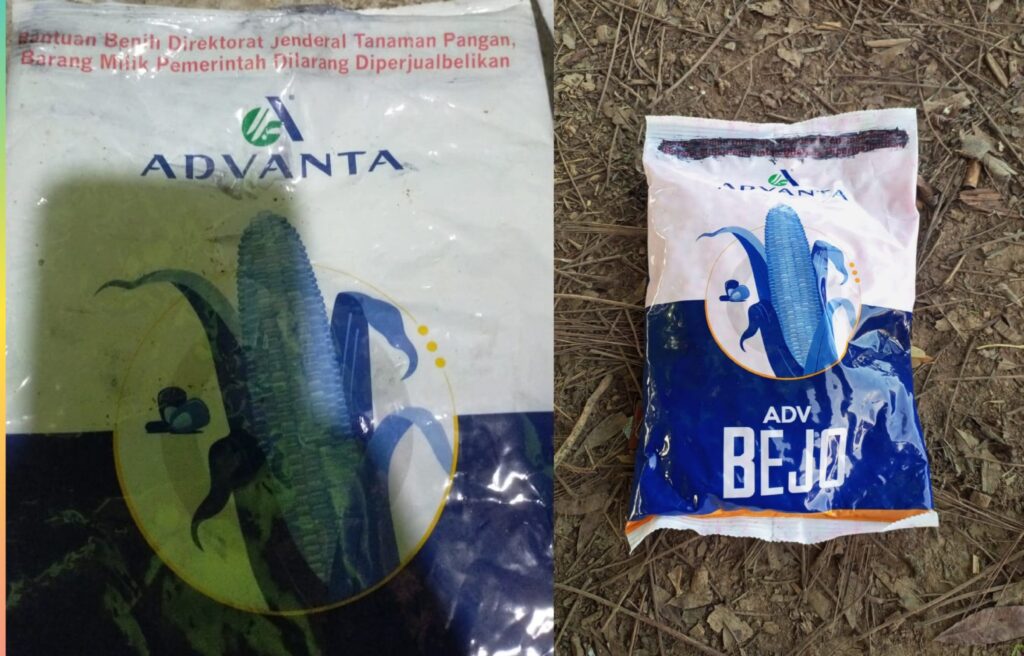 Bantuan Benih Direktorat Jenderal Tanaman Pangan,
Barang Milik Pemerintah Dilarang Diperjualbelikan
ADVANTA
ADVANTA
ADV
BEJO